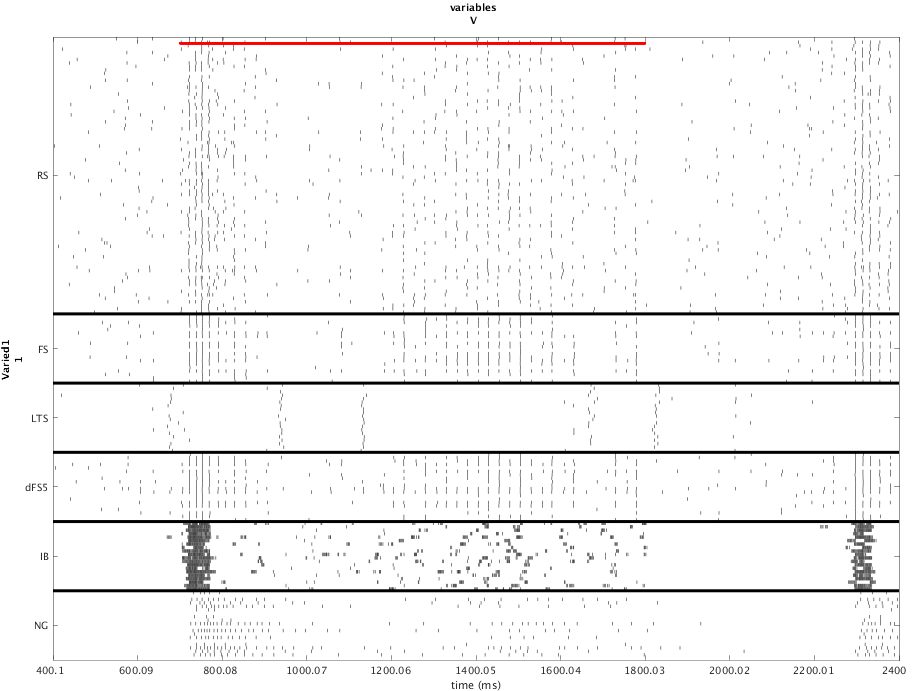 variables
V
RS
FS
LTS
dFS5
IB
NG
Varied1
1
400.1 600.09 800.08 1000.07 1200.06 1400.05 1600.04 1800.03 2000.02 2200.01 2400
time (ms)